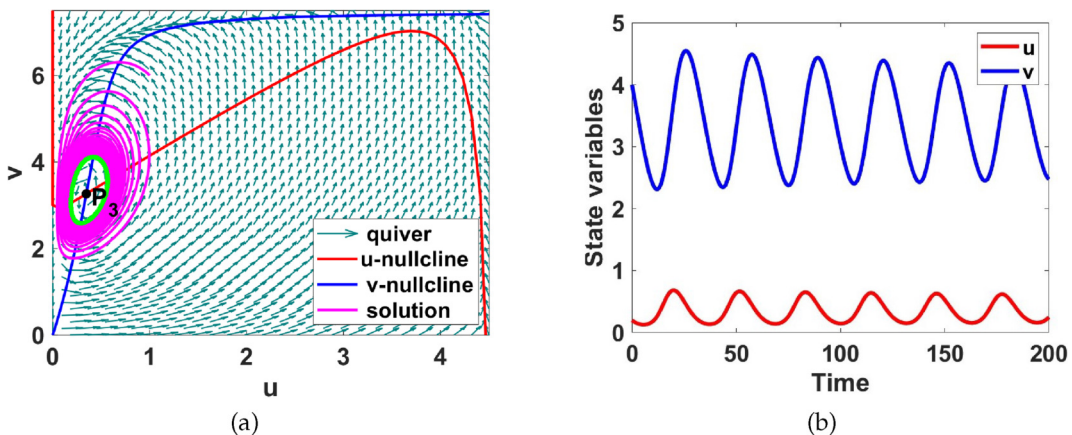 v
6
4
2
0
P3
quiver
u-nullcline
v-nullcline
solution
0 1 2 3 4
u
(a)
State variables
5
4
3
2
1
0
u
v
0 50 100 150 200
Time
(b)